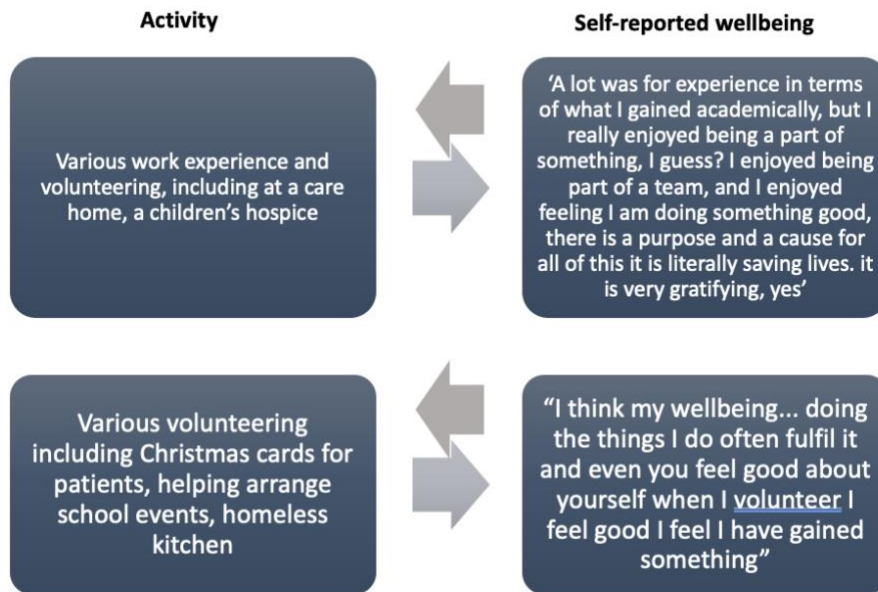 Activity
Self-reported wellbeing
Various work experience and
volunteering, including at a care
home, a children's hospice
‘A lot was for experience in terms
of what I gained academically, but I
really enjoyed being a part of
something, I guess? I enjoyed being
part of a team, and I enjoyed
feeling I am doing something good,
there is a purpose and a cause for
all of this it is literally saving lives. it
is very gratifying, yes’
Various volunteering
including Christmas cards for
patients, helping arrange
school events, homeless
kitchen
“I think my wellbeing... doing
the things I do often fulfil it
and even you feel good about
yourself when I volunteer I
feel good I feel I have gained
something”